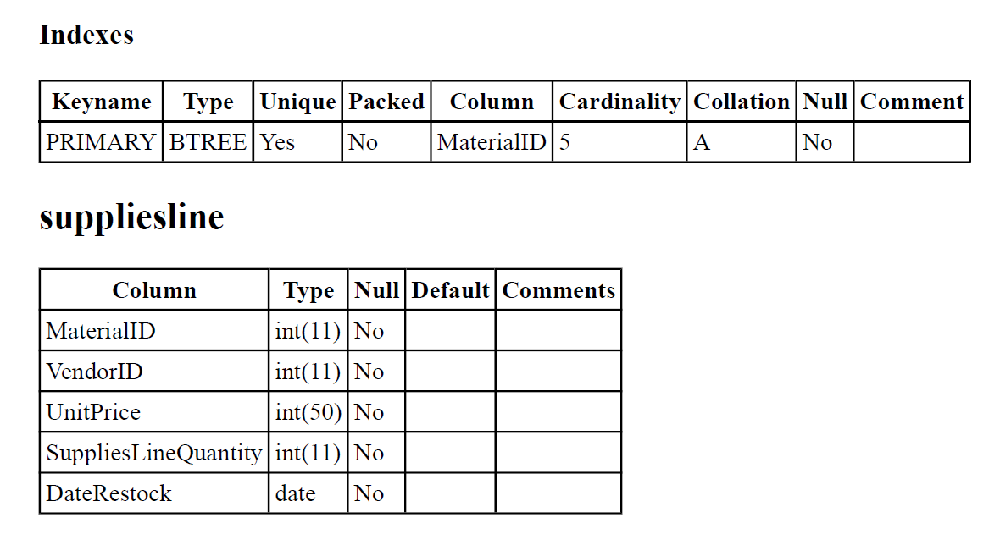 Indexes
Keyname Type Unique Packed Column Cardinality Collation Null Comment
PRIMARY BTREE Yes No MaterialID 5 A No
suppliesline
Column Type Null Default Comments
MaterialID int(11) No
VendorID int(11) No
UnitPrice int(50) No
SuppliesLineQuantity int(11) No
DateRestock date No